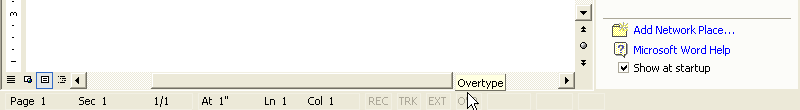 3
Add Network Place...
Microsoft Word Help
Show at startup
Overtype
Page 1 Sec 1 1/1 At 1" Ln 1 Col 1 REC TRK EXT